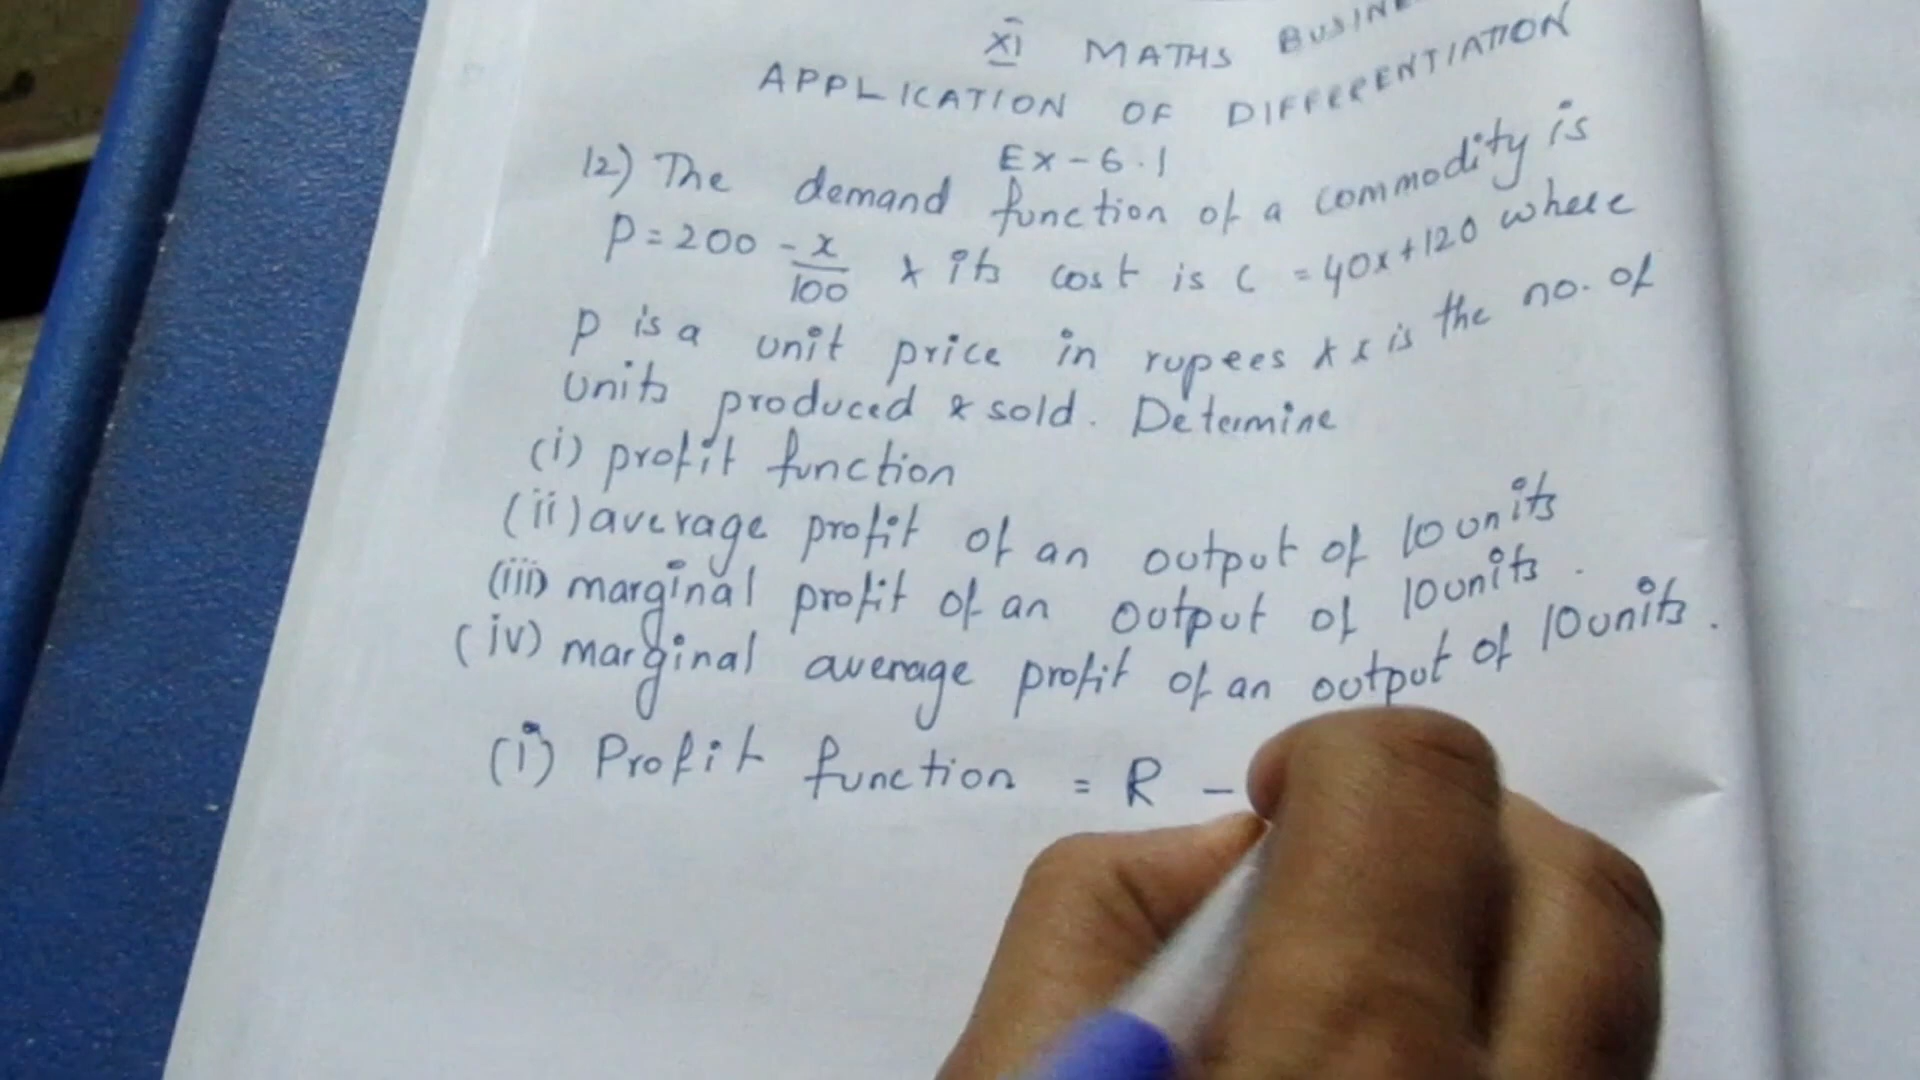 XI MATHS
APPLICATION OF DIFFERENTIATION
EX-6.1
12) The demand function of a commodity is
P=200-x/100 & its cost is C =40x+120 where
p is a unit price in rupees & x is the no. of
units produced & sold. Determine
(i) profit function
(ii) average profit of an output of 10 units
(iii) marginal profit of an output of 10 units.
(iv) marginal average profit of an output of 10 units.
(i) Profit function = R -